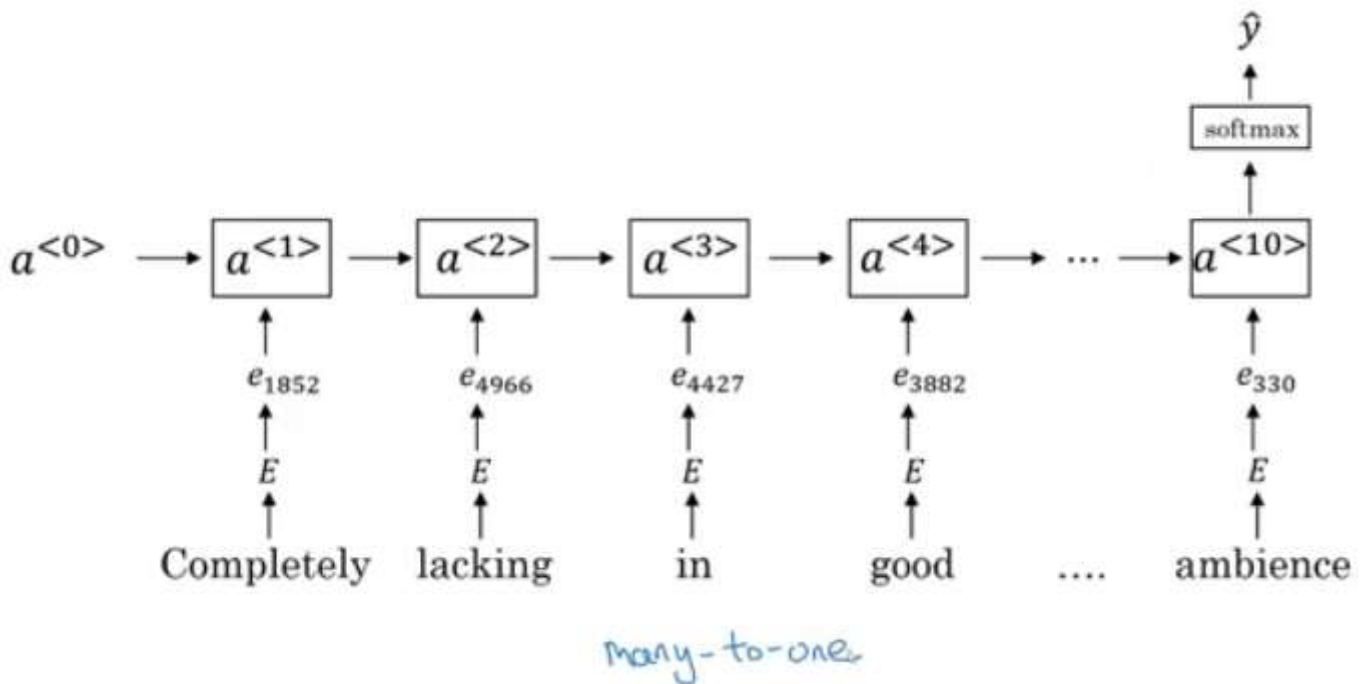 ŷ
softmax
a<0> a<1> a<2> a<3> a<4> ... a<10>
e1852 e4966 e4427 e3882 e330
E E E E E
Completely lacking in good .... ambience
many-to-one